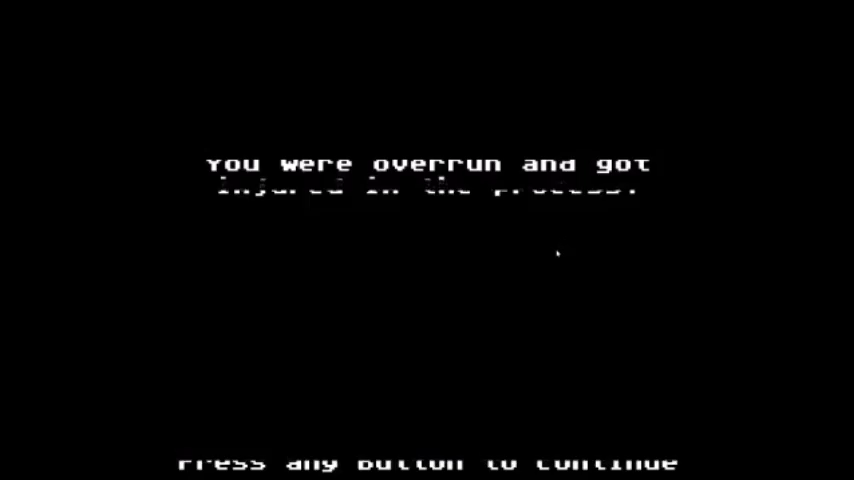 You were overrun and got
injured in the process.
Press any button to continue